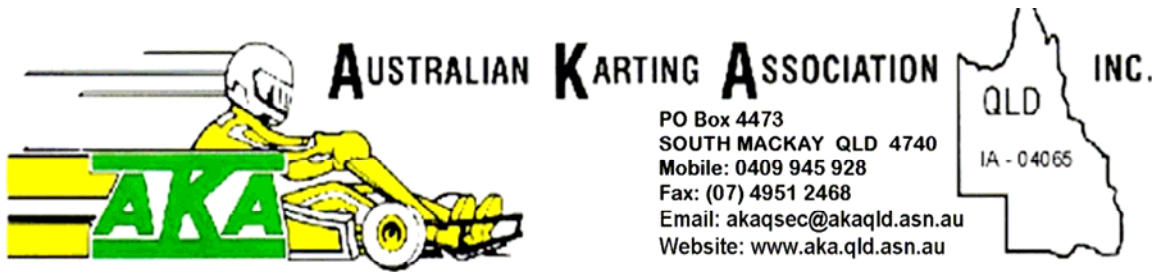 AUSTRALIAN KARTING ASSOCIATION INC.
QLD
IA - 04065
PO Box 4473
SOUTH MACKAY QLD 4740
Mobile: 0409 945 928
Fax: (07) 4951 2468
Email: akaqsec@akaqld.asn.au
Website: www.aka.qld.asn.au
AKA